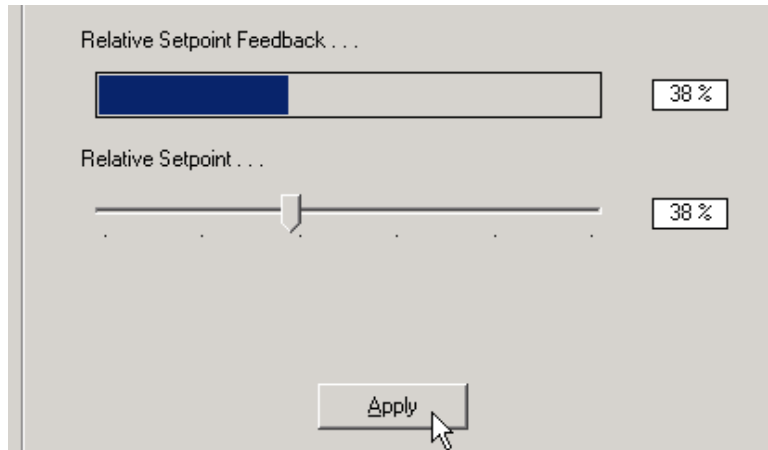 Relative Setpoint Feedback . . .
38 %
Relative Setpoint . . .
38 %
Apply